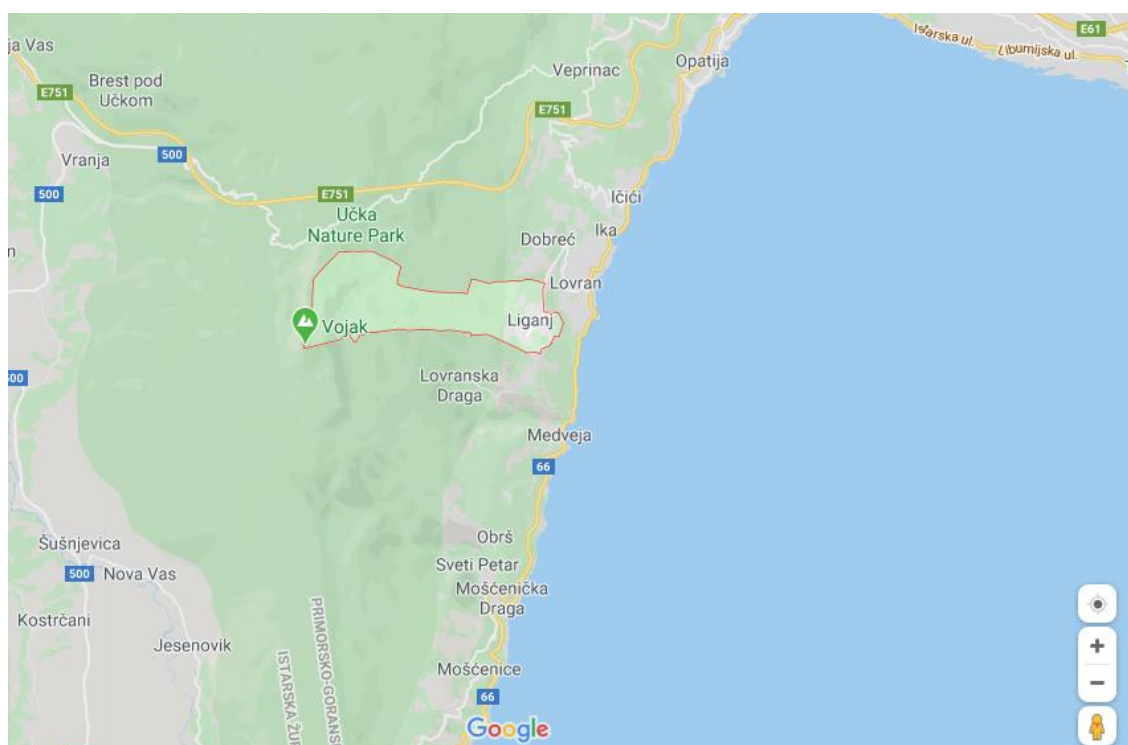 E61
Istarska ul.
Liburnijska ul.
ja Vas
Opatija
Veprinac
Brest pod
Učkom
E751
E751
Vranja
500
500
E751
Ičići
Učka
Nature Park
Dobreć
Ika
Lovran
Vojak
Liganj
Lovranska
Draga
Medveja
66
Obrš
Šušnjevica
Sveti Petar
500
Nova Vas
Mošćenička
Draga
Kostrčani
Jesenovik
PRIMORSKO-GORANS
ISTARSKA ŽUP
Mošćenice
66
Google